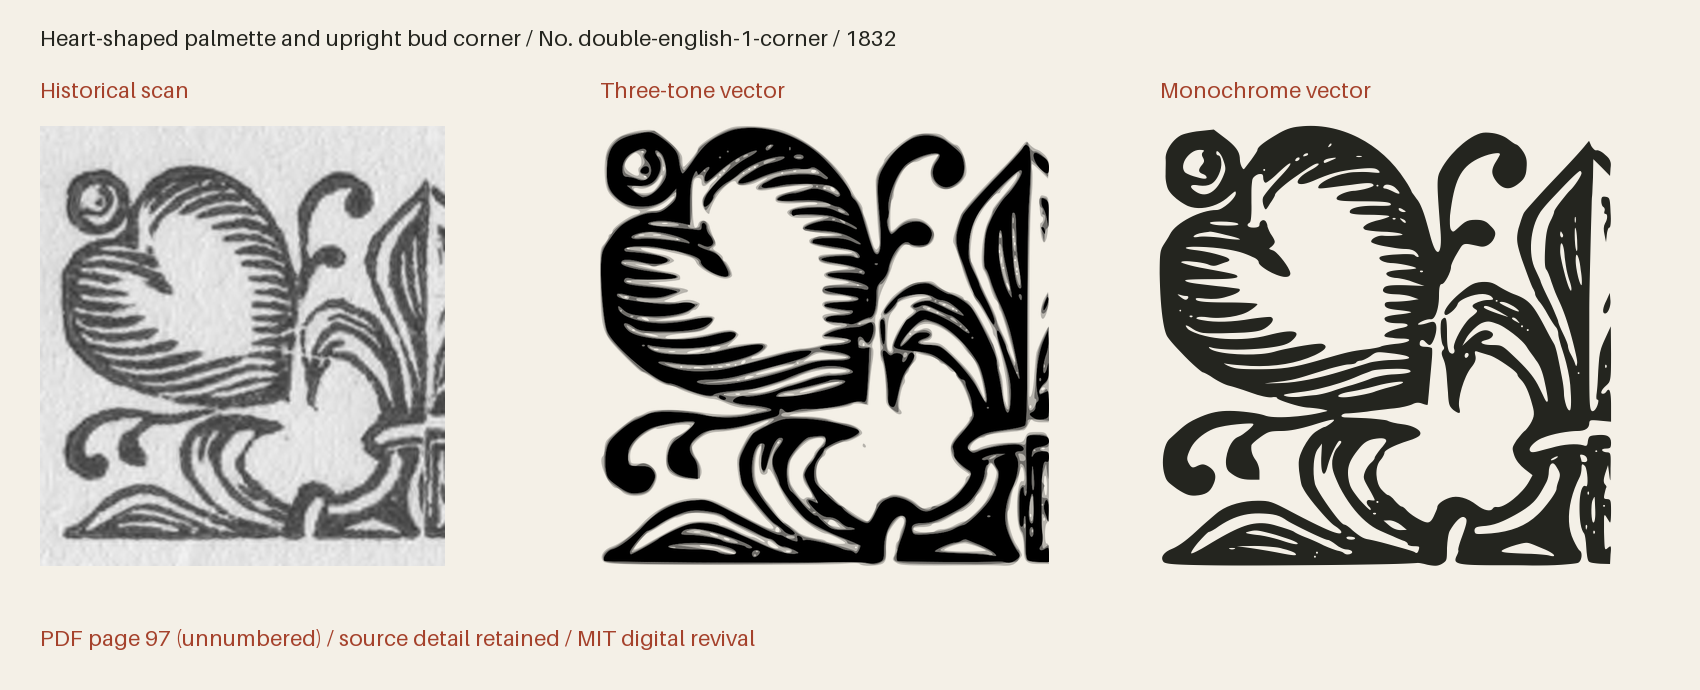 Heart-shaped palmette and upright bud corner / No. double-english-1-corner / 1832
Historical scan
Three-tone vector
Monochrome vector
PDF page 97 (unnumbered) / source detail retained / MIT digital revival